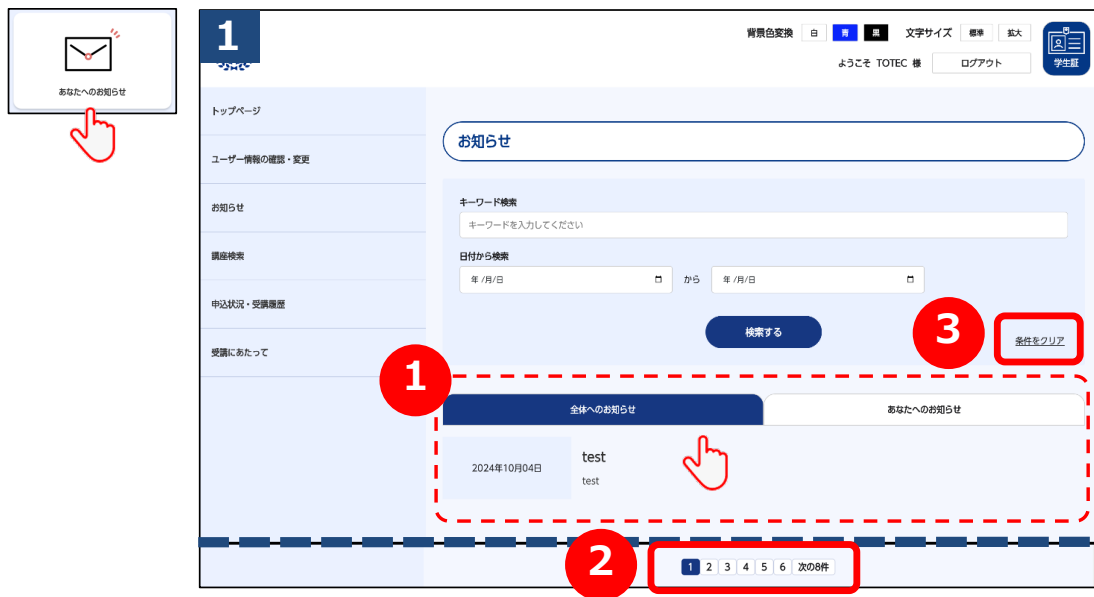 あなたへのお知らせ
1
背景色変換 白 青 黒 文字サイズ 標準 拡大
ようこそ TOTEC 様 ログアウト
学生証
トップページ
ユーザー情報の確認・変更
お知らせ
講座検索
申込状況・受講履歴
受講にあたって
お知らせ
キーワード検索
キーワードを入力してください
日付から検索
年 /月/日 から 年 /月/日
検索する
3
条件をクリア
1
全体へのお知らせ あなたへのお知らせ
2024年10月04日
test
test
2
1 2 3 4 5 6 次の8件